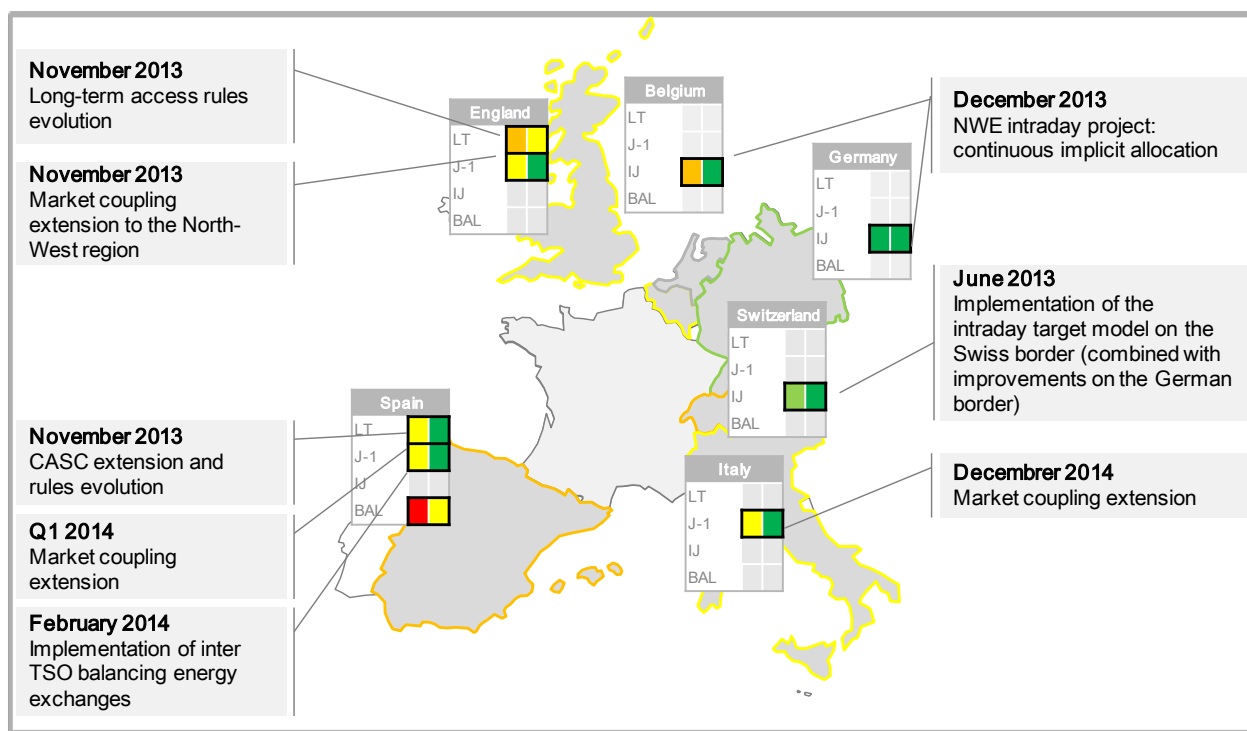 November 2013
Long-term access rules
evolution
November 2013
Market coupling
extension to the North-
West region
November 2013
CASC extension and
rules evolution
Q1 2014
Market coupling
extension
February 2014
Implementation of inter
TSO balancing energy
exchanges
England
LT
J-1
IJ
BAL
Belgium
LT
J-1
IJ
BAL
Germany
LT
J-1
IJ
BAL
Switzerland
LT
J-1
IJ
BAL
Spain
LT
J-1
IJ
BAL
Italy
LT
J-1
IJ
BAL
December 2013
NWE intraday project:
continuous implicit allocation
June 2013
Implementation of the
intraday target model on the
Swiss border (combined with
improvements on the German
border)
Decembrer 2014
Market coupling extension